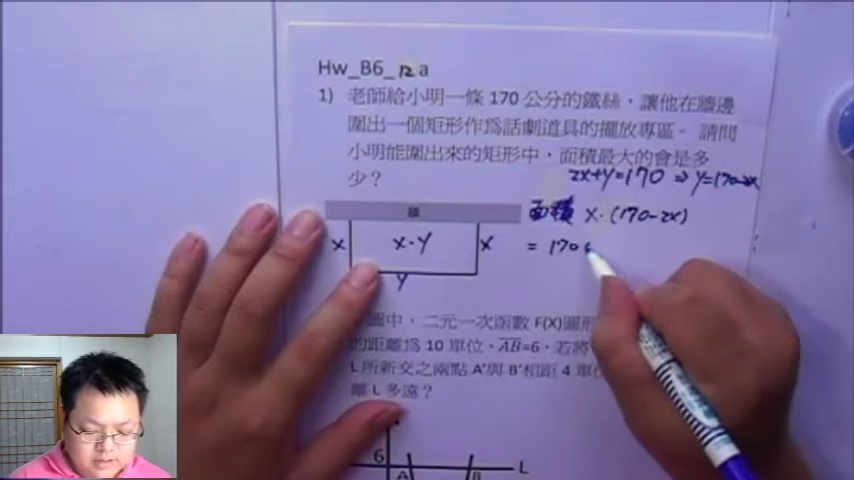 Hw_B6_12a
1) 老師給小明一條 170 公分的鐵絲，讓他在牆邊
圍出一個矩形作為話劇道具的擺放專區。 請問
小明能圍出來的矩形中，面積最大的會是多
少？
2x+y=170 ⇒ y=170-2x
牆
面積 x·(170-2x)
x x·y x
= 170
y
圖中，二元一次函數 F(X)圖形
的距離為 10 單位、AB=6，若將
L 所新交之兩點 A'與 B'相距 4 單位
離 L 多遠？
6
A B L